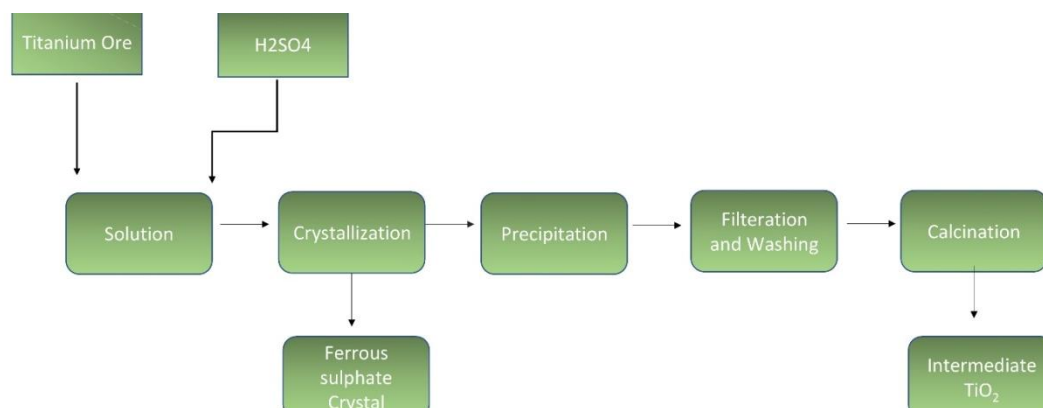 Titanium Ore
H2SO4
Solution
Crystallization
Precipitation
Filteration
and Washing
Calcination
Ferrous
sulphate
Crystal
Intermediate
TiO₂